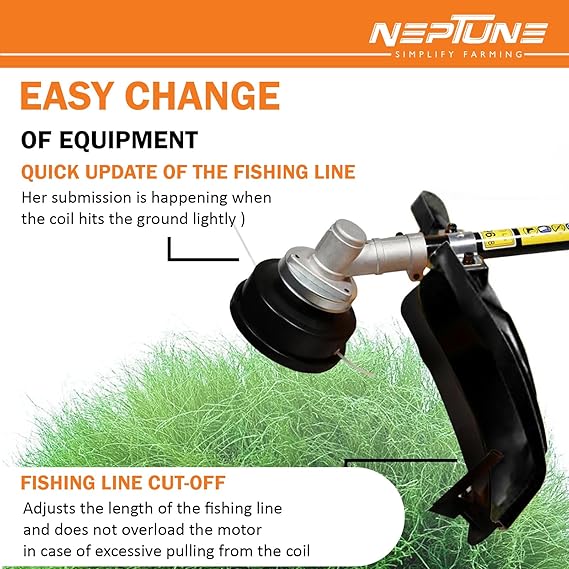 NEPTUNE
SIMPLIFY FARMING
EASY CHANGE
OF EQUIPMENT
QUICK UPDATE OF THE FISHING LINE
Her submission is happening when
the coil hits the ground lightly )
FISHING LINE CUT-OFF
Adjusts the length of the fishing line
and does not overload the motor
in case of excessive pulling from the coil